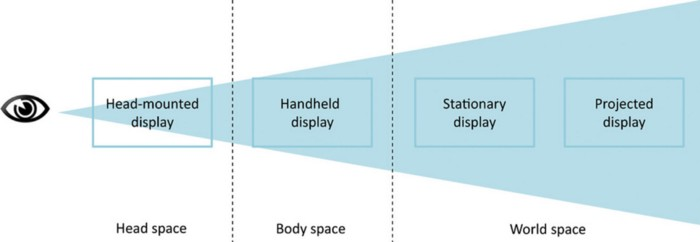 Head-mounted
display
Handheld
display
Stationary
display
Projected
display
Head space
Body space
World space